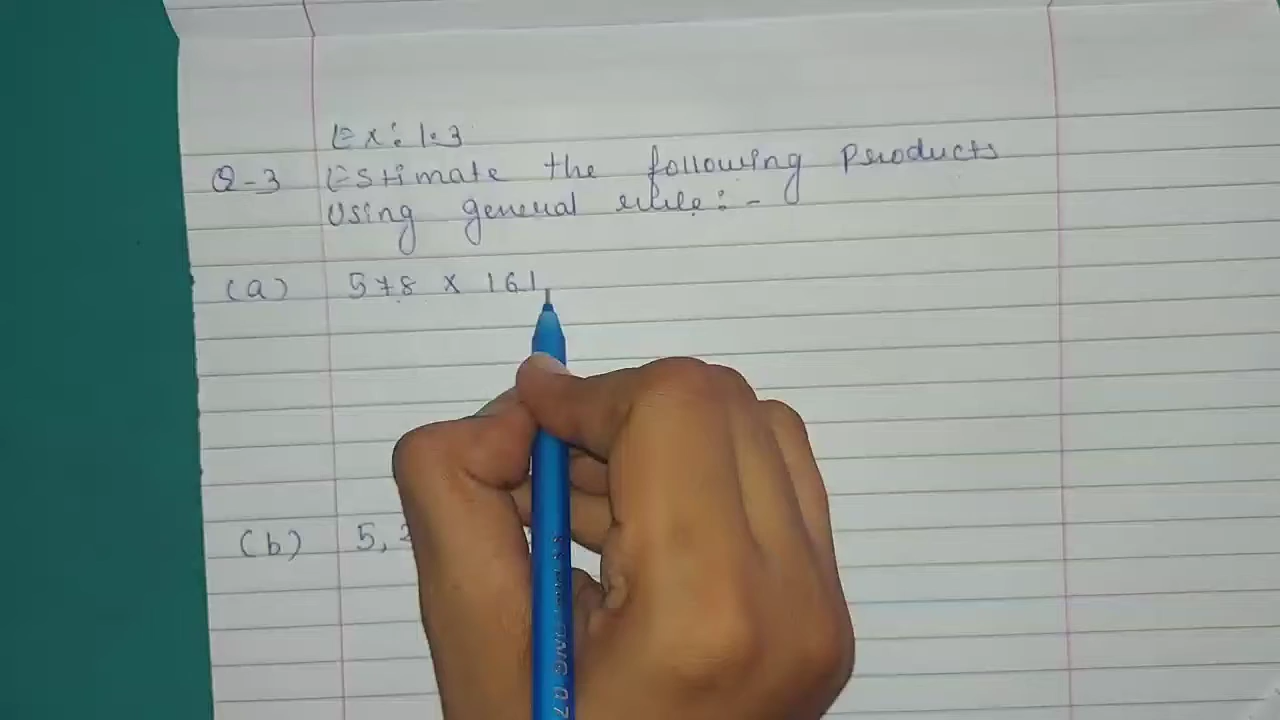 Ex: 1.3
Q-3 Estimate the following products
Using general rule:-
(a) 578 x 161
(b) 5,